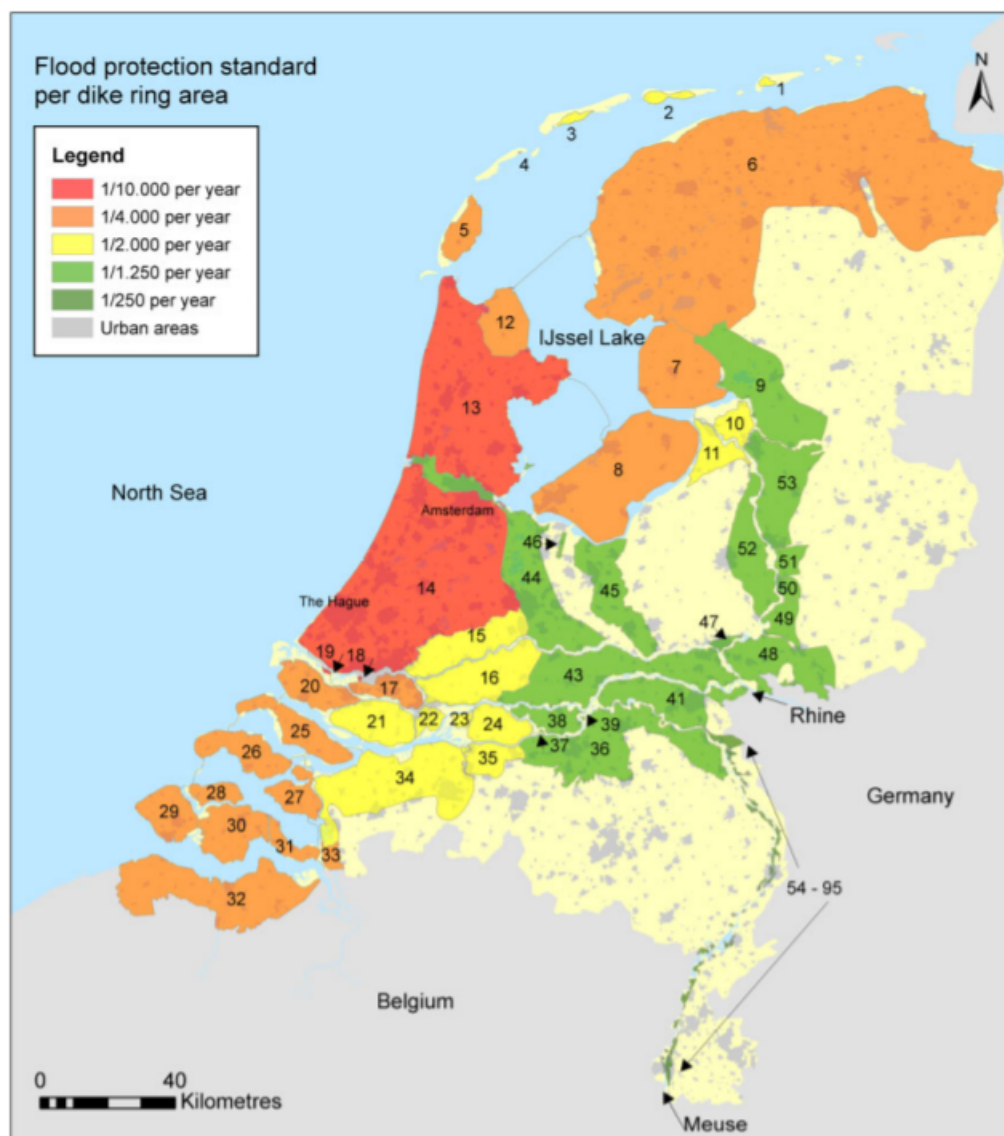 Flood protection standard
per dike ring area
Legend
1/10.000 per year
1/4.000 per year
1/2.000 per year
1/1.250 per year
1/250 per year
Urban areas
N
1
2
3
4
5
6
12
IJssel Lake
7
13
9
10
11
8
North Sea
53
Amsterdam
46
52
51
44
45
50
14
The Hague
49
47
15
48
19
18
43
20
17
16
41
Rhine
21
22
23
24
38
39
25
37
36
26
35
34
28
27
Germany
29
30
31
33
54 - 95
32
Belgium
0
40
Kilometres
Meuse